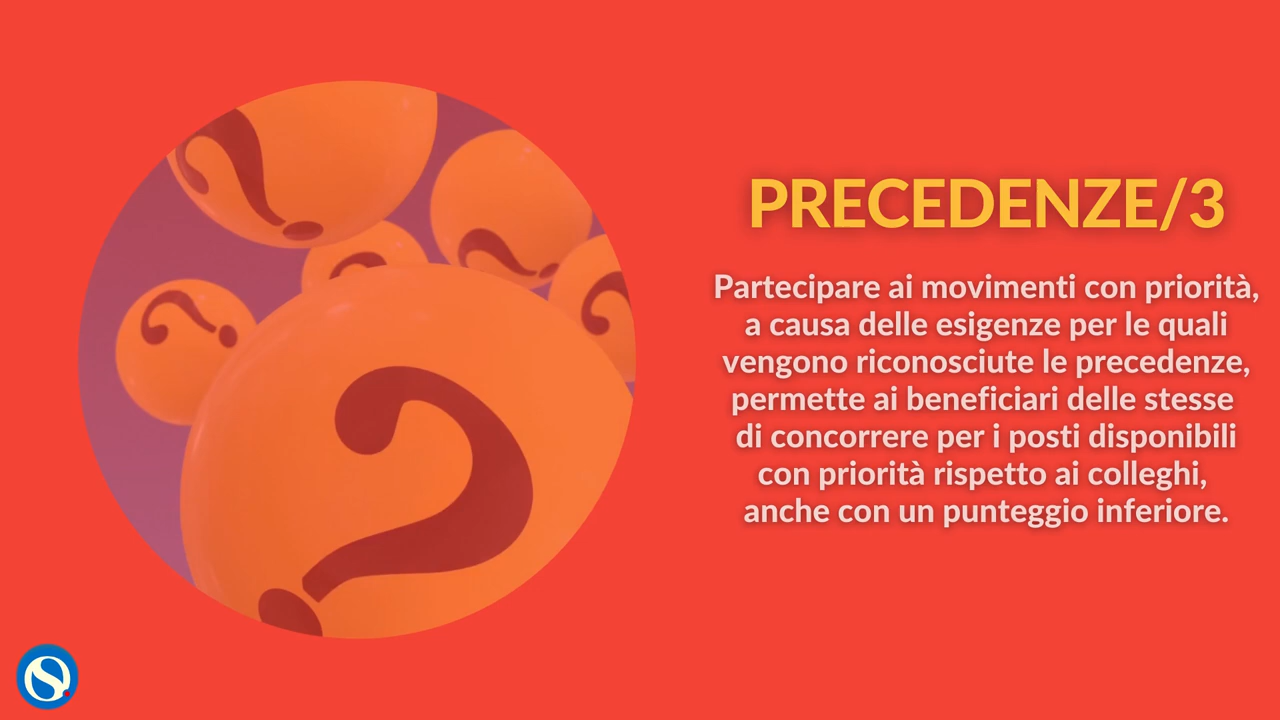 PRECEDENZE/3
Partecipare ai movimenti con priorità,
a causa delle esigenze per le quali
vengono riconosciute le precedenze,
permette ai beneficiari delle stesse
di concorrere per i posti disponibili
con priorità rispetto ai colleghi,
anche con un punteggio inferiore.
? ? ? ? ? ?
S